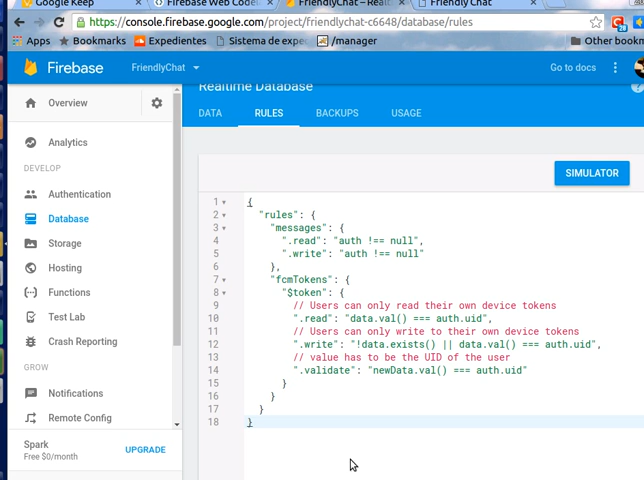 Google Keep
Firebase Web Codel
FriendlyChat – Realt
Friendly Chat
https://console.firebase.google.com/project/friendlychat-c6648/database/rules
Apps Bookmarks Expedientes Sistema de expe /manager Other bookm
Firebase FriendlyChat Go to docs
Realtime Database
DATA RULES BACKUPS USAGE
SIMULATOR
Overview
Analytics
DEVELOP
Authentication
Database
Storage
Hosting
Functions
Test Lab
Crash Reporting
GROW
Notifications
Remote Config
Spark
Free $0/month
UPGRADE
1 {
2 "rules": {
3 "messages": {
4 ".read": "auth !== null",
5 ".write": "auth !== null"
6 },
7 "fcmTokens": {
8 "$token": {
9 // Users can only read their own device tokens
10 ".read": "data.val() === auth.uid",
11 // Users can only write to their own device tokens
12 ".write": "!data.exists() || data.val() === auth.uid",
13 // value has to be the UID of the user
14 ".validate": "newData.val() === auth.uid"
15 }
16 }
17 }
18 }